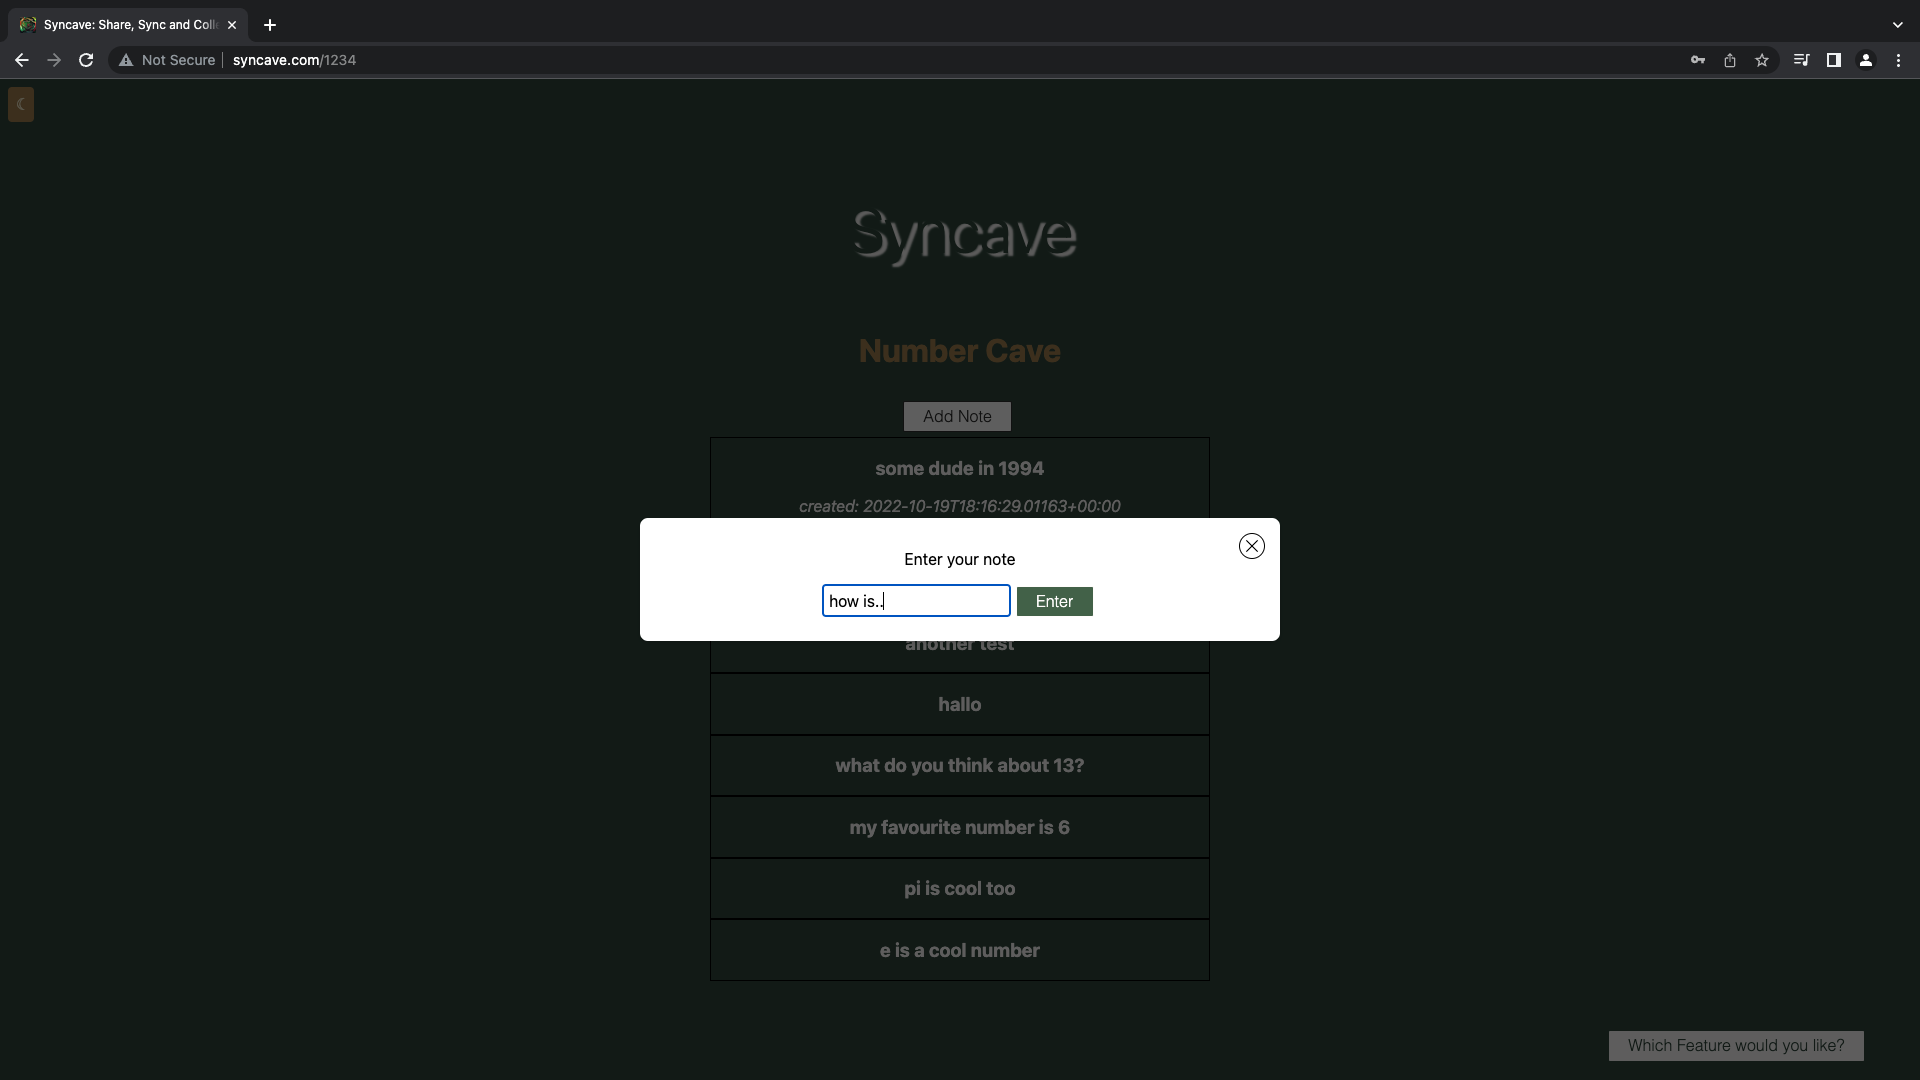 Syncave: Share, Sync and Coll
Not Secure
syncave.com/1234
Syncave
Number Cave
Add Note
some dude in 1994
created: 2022-10-19T18:16:29.01163+00:00
Enter your note
how is..
Enter
another test
hallo
what do you think about 13?
my favourite number is 6
pi is cool too
e is a cool number
Which Feature would you like?